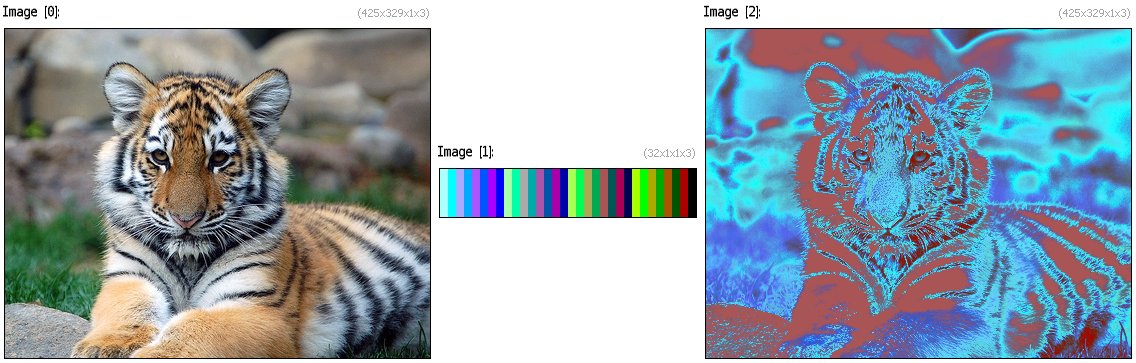 Image [0]: (425x329x1x3)
Image [1]: (32x1x1x3)
Image [2]: (425x329x1x3)